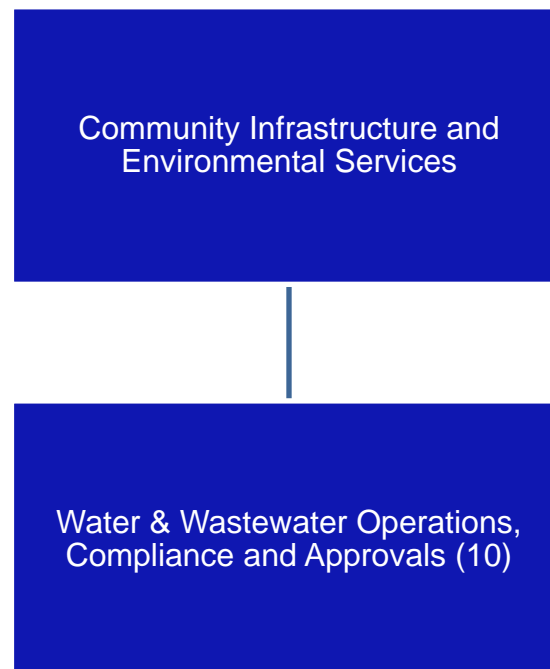 Community Infrastructure and
Environmental Services
Water & Wastewater Operations,
Compliance and Approvals (10)